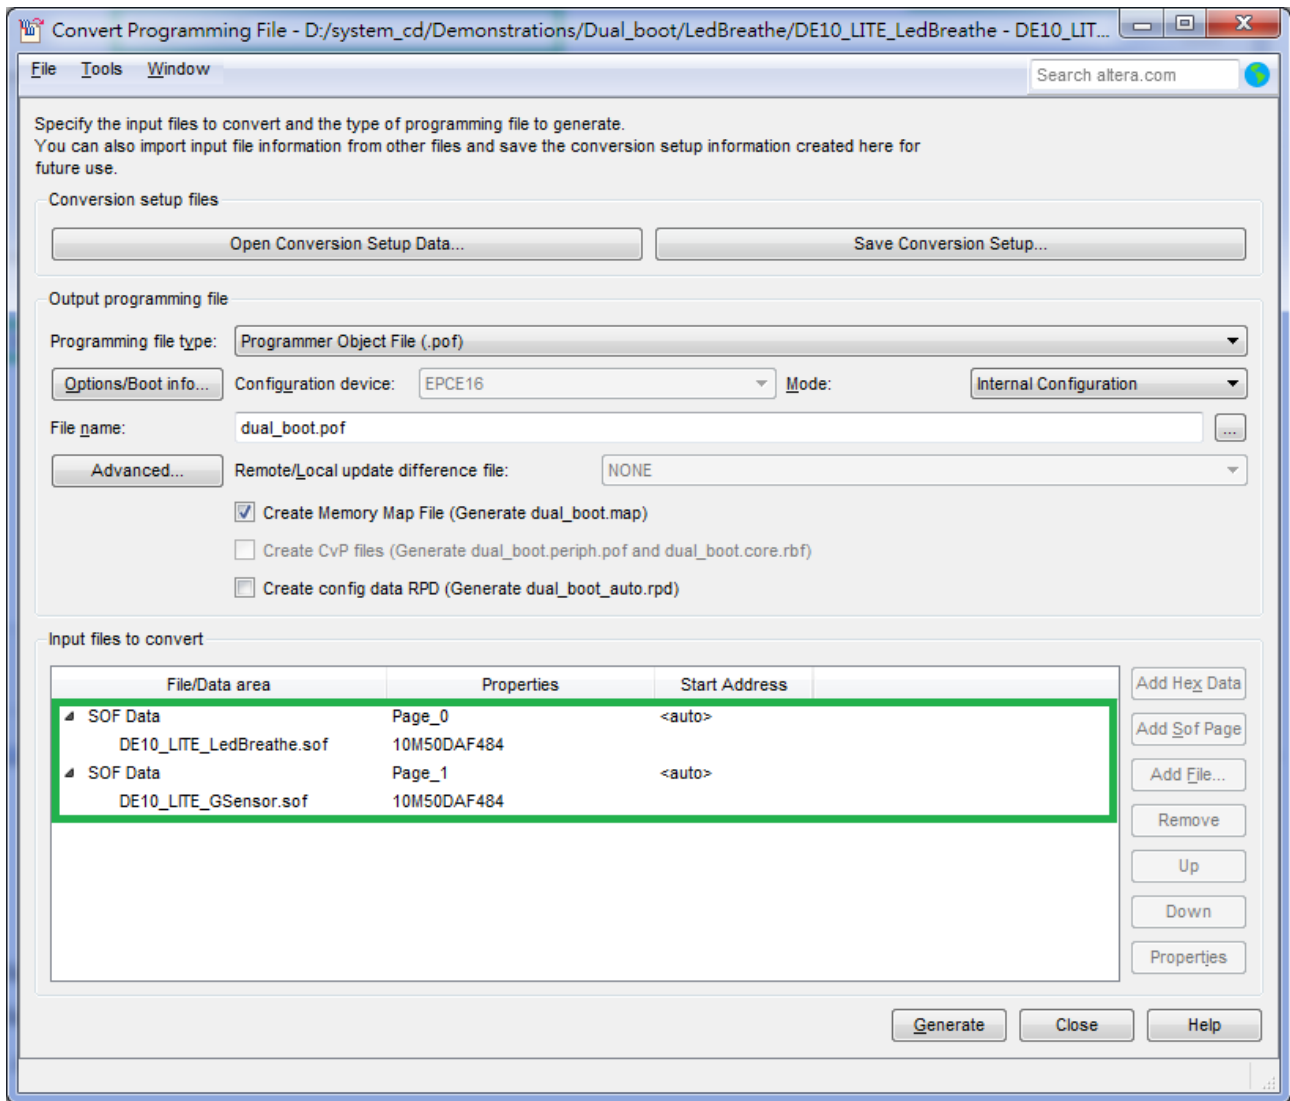 Convert Programming File - D:/system_cd/Demonstrations/Dual_boot/LedBreathe/DE10_LITE_LedBreathe - DE10_LIT...
File Tools Window Search altera.com
Specify the input files to convert and the type of programming file to generate.
You can also import input file information from other files and save the conversion setup information created here for
future use.
Conversion setup files
Open Conversion Setup Data... Save Conversion Setup...
Output programming file
Programming file type: Programmer Object File (.pof)
Options/Boot info... Configuration device: EPCE16 Mode: Internal Configuration
File name: dual_boot.pof ...
Advanced... Remote/Local update difference file: NONE
Create Memory Map File (Generate dual_boot.map)
Create CvP files (Generate dual_boot.periph.pof and dual_boot.core.rbf)
Create config data RPD (Generate dual_boot_auto.rpd)
Input files to convert
File/Data area Properties Start Address
SOF Data Page_0 <auto>
DE10_LITE_LedBreathe.sof 10M50DAF484
SOF Data Page_1 <auto>
DE10_LITE_GSensor.sof 10M50DAF484
Add Hex Data
Add Sof Page
Add File...
Remove
Up
Down
Properties
Generate Close Help